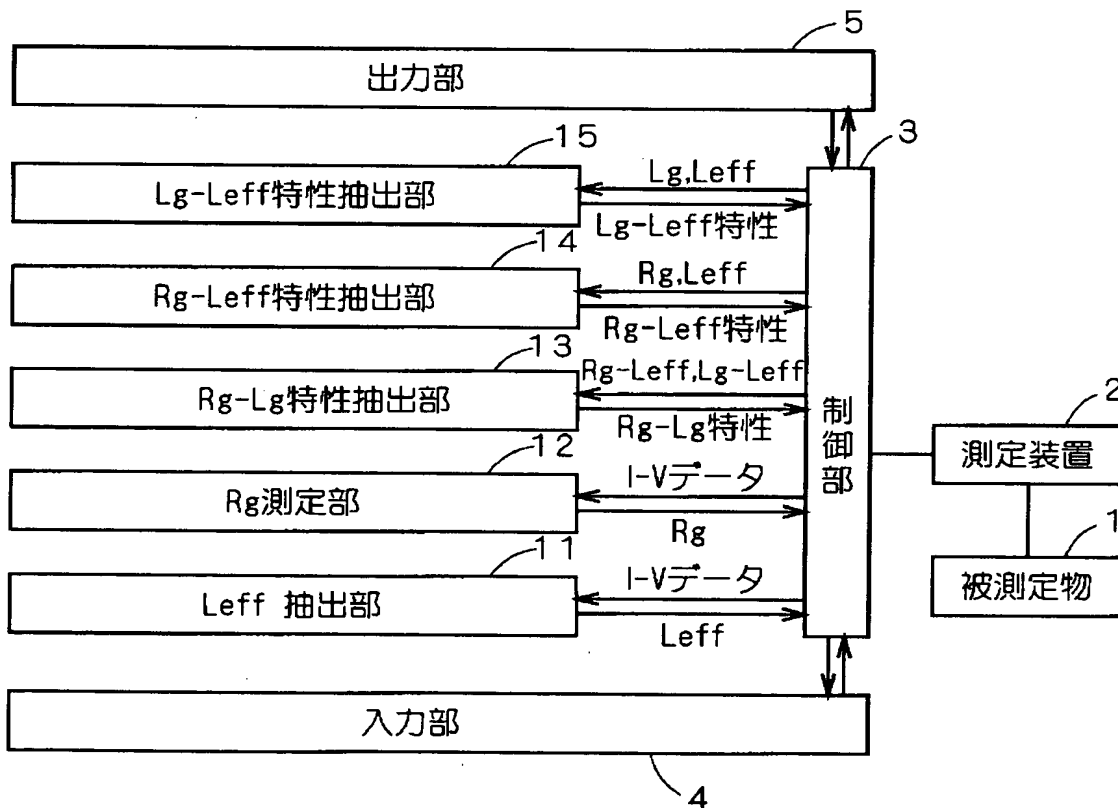 5
出力部
15
3
Lg-Leff特性抽出部
Lg,Leff
Lg-Leff特性
14
Rg-Leff特性抽出部
Rg,Leff
Rg-Leff特性
13
Rg-Lg特性抽出部
Rg-Leff,Lg-Leff
Rg-Lg特性
制御部
2
測定装置
12
Rg測定部
I-Vデータ
Rg
1
被測定物
11
Leff 抽出部
I-Vデータ
Leff
入力部
4